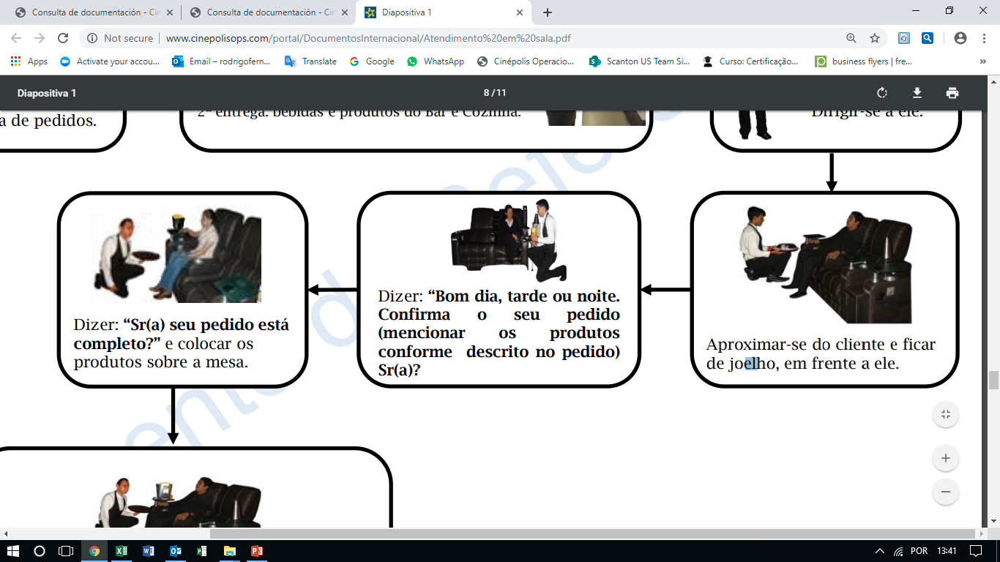 Consulta de documentación - Cin
Consulta de documentación - Cin
Diapositiva 1
Not secure
www.cinepolisops.com/portal/DocumentosInternacional/Atendimento%20em%20sala.pdf
Apps
Activate your accou...
Email – rodrigofern...
Translate
Google
WhatsApp
Cinépolis Operacio...
Scanton US Team Si...
Curso: Certificação...
business flyers | fre...
»
Diapositiva 1
8 / 11
a de pedidos.
2ª entrega: bebidas e produtos do Bar e Cozinha.
Dirigir-se a ele.
Dizer: “Sr(a) seu pedido está
completo?” e colocar os
produtos sobre a mesa.
Dizer: “Bom dia, tarde ou noite.
Confirma o seu pedido
(mencionar os produtos
conforme descrito no pedido)
Sr(a)?
Aproximar-se do cliente e ficar
de joelho, em frente a ele.
POR
13:41